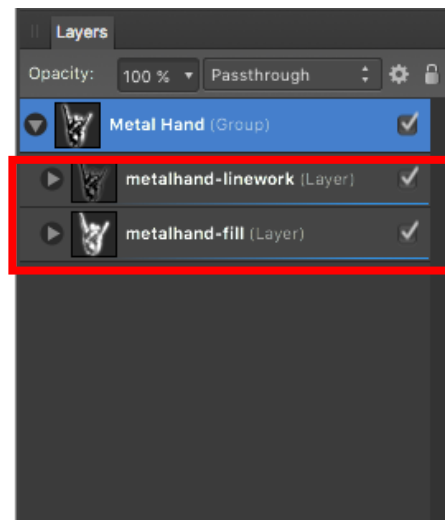 Layers
Opacity: 100 % Passthrough
Metal Hand (Group)
metalhand-linework (Layer)
metalhand-fill (Layer)